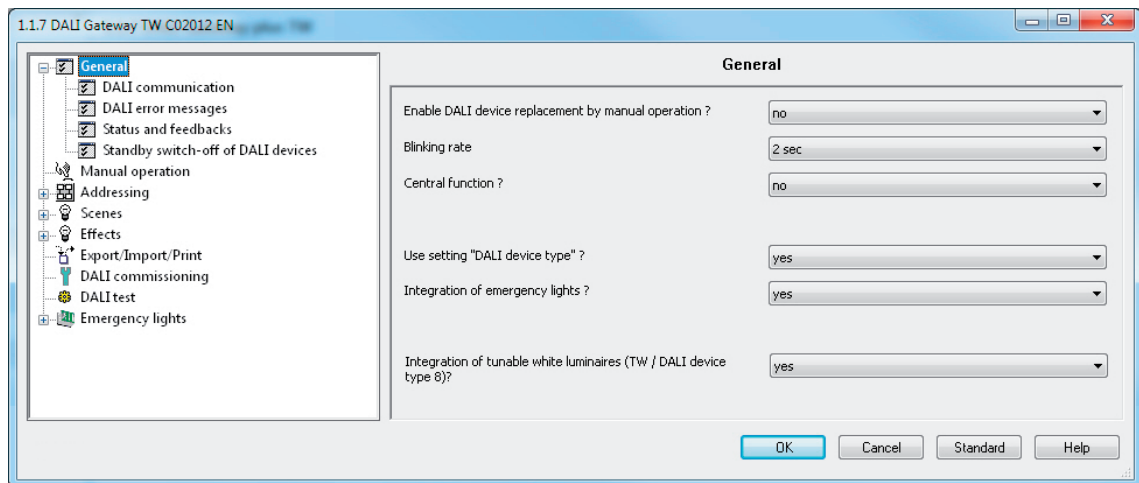 1.1.7 DALI Gateway TW C02012 EN
General
DALI communication
DALI error messages
Status and feedbacks
Standby switch-off of DALI devices
Manual operation
Addressing
Scenes
Effects
Export/Import/Print
DALI commissioning
DALI test
Emergency lights
General
Enable DALI device replacement by manual operation ?
no
Blinking rate
2 sec
Central function ?
no
Use setting "DALI device type" ?
yes
Integration of emergency lights ?
yes
Integration of tunable white luminaires (TW / DALI device
type 8)?
yes
OK
Cancel
Standard
Help